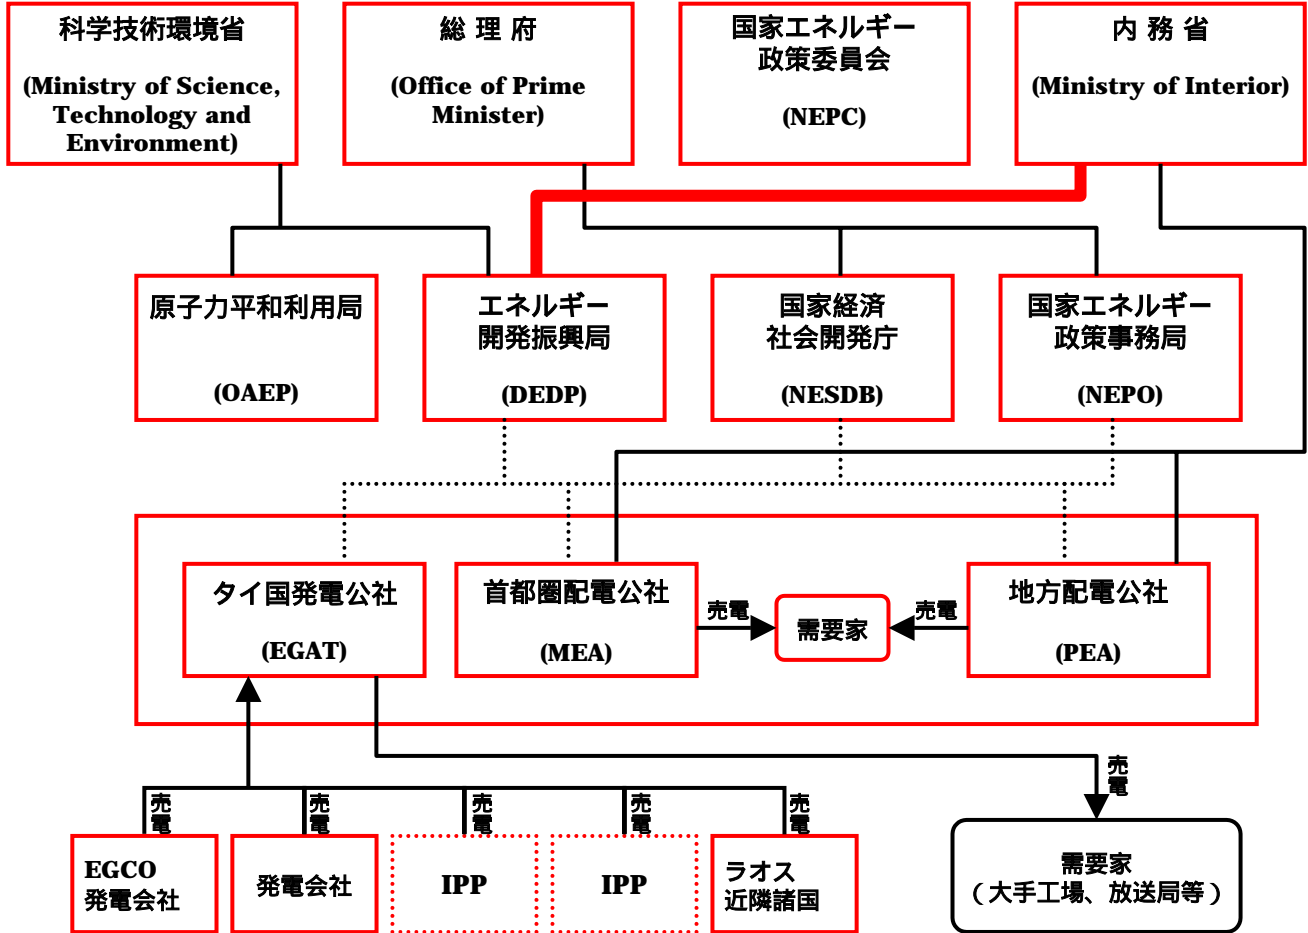 科学技術環境省
(Ministry of Science,
Technology and
Environment)
総 理 府
(Office of Prime
Minister)
国家エネルギー
政策委員会
(NEPC)
内 務 省
(Ministry of Interior)
原子力平和利用局
(OAEP)
エネルギー
開発振興局
(DEDP)
国家経済
社会開発庁
(NESDB)
国家エネルギー
政策事務局
(NEPO)
タイ国発電公社
(EGAT)
首都圏配電公社
(MEA)
売電
需要家
売電
地方配電公社
(PEA)
売電
売電
売電
売電
売電
売電
EGCO
発電会社
発電会社
IPP
IPP
ラオス
近隣諸国
需要家
（大手工場、放送局等）